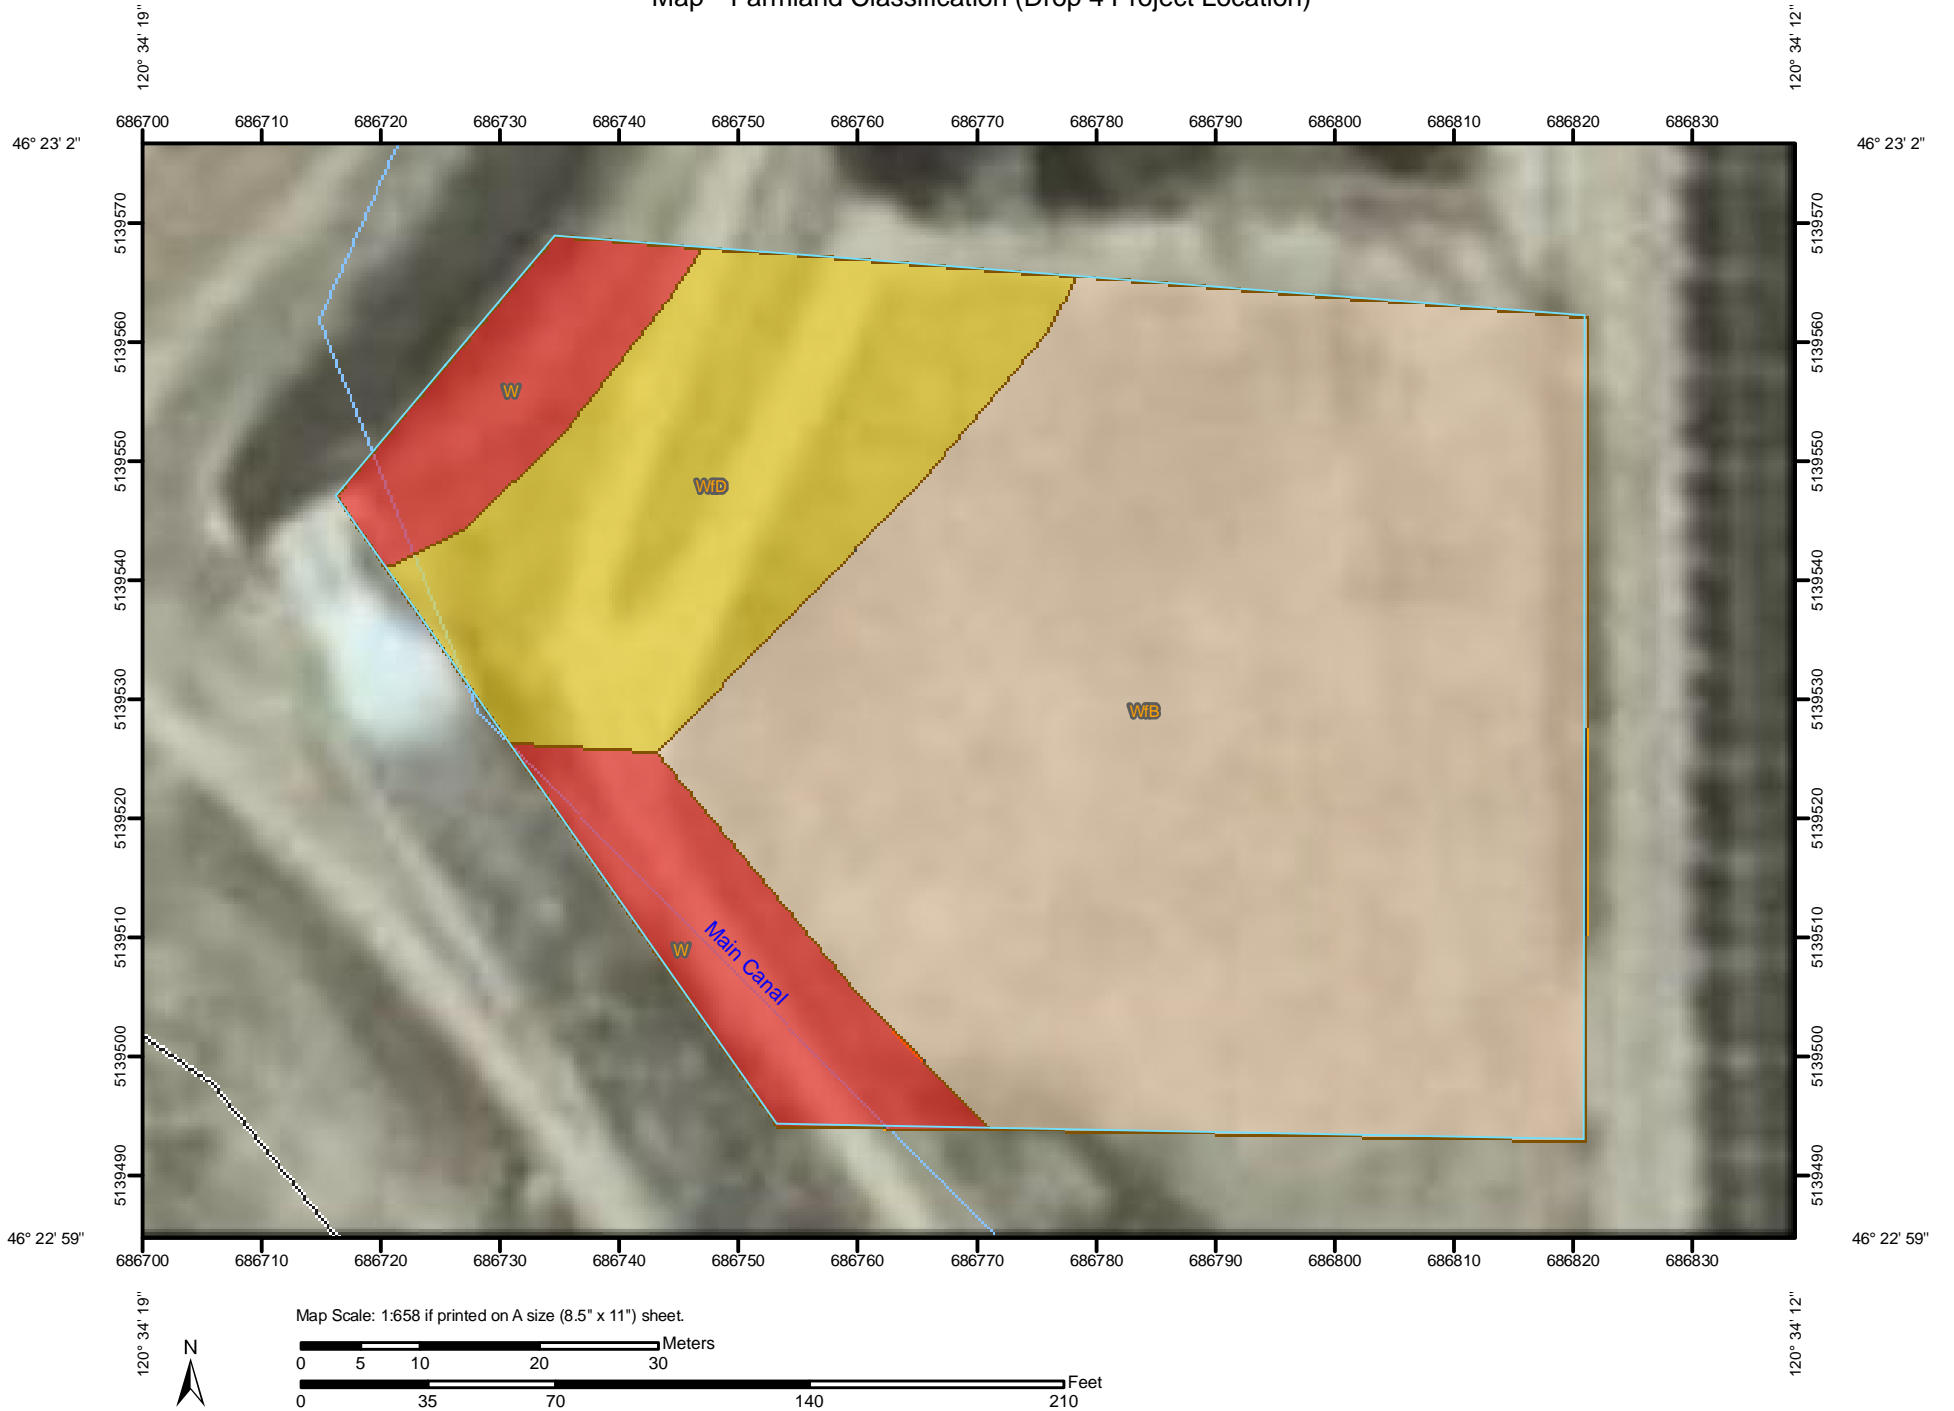 Map—Farmland Classification (Drop 4 Project Location)
120° 34' 19"
120° 34' 12"
686700 686710 686720 686730 686740 686750 686760 686770 686780 686790 686800 686810 686820 686830
46° 23' 2"
46° 23' 2"
5139570
5139570
5139560
5139560
W
5139550
5139550
WfD
5139540
5139540
5139530
5139530
WfB
5139520
5139520
5139510
5139510
W
Main Canal
5139500
5139500
5139490
5139490
46° 22' 59"
46° 22' 59"
686700 686710 686720 686730 686740 686750 686760 686770 686780 686790 686800 686810 686820 686830
120° 34' 19"
120° 34' 12"
Map Scale: 1:658 if printed on A size (8.5" x 11") sheet.
N
Meters
0 5 10 20 30
Feet
0 35 70 140 210